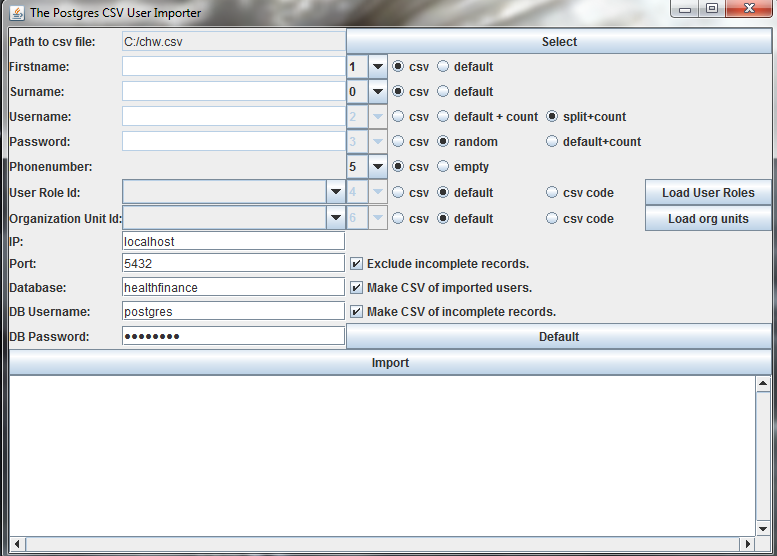 The Postgres CSV User Importer
Path to csv file: C:/chw.csv Select
Firstname: 1 csv default
Surname: 0 csv default
Username: 2 csv default + count split+count
Password: 3 csv random default+count
Phonenumber: 5 csv empty
User Role Id: 4 csv default csv code Load User Roles
Organization Unit Id: 6 csv default csv code Load org units
IP: localhost
Port: 5432 Exclude incomplete records.
Database: healthfinance Make CSV of imported users.
DB Username: postgres Make CSV of incomplete records.
DB Password: ●●●●●●●● Default
Import